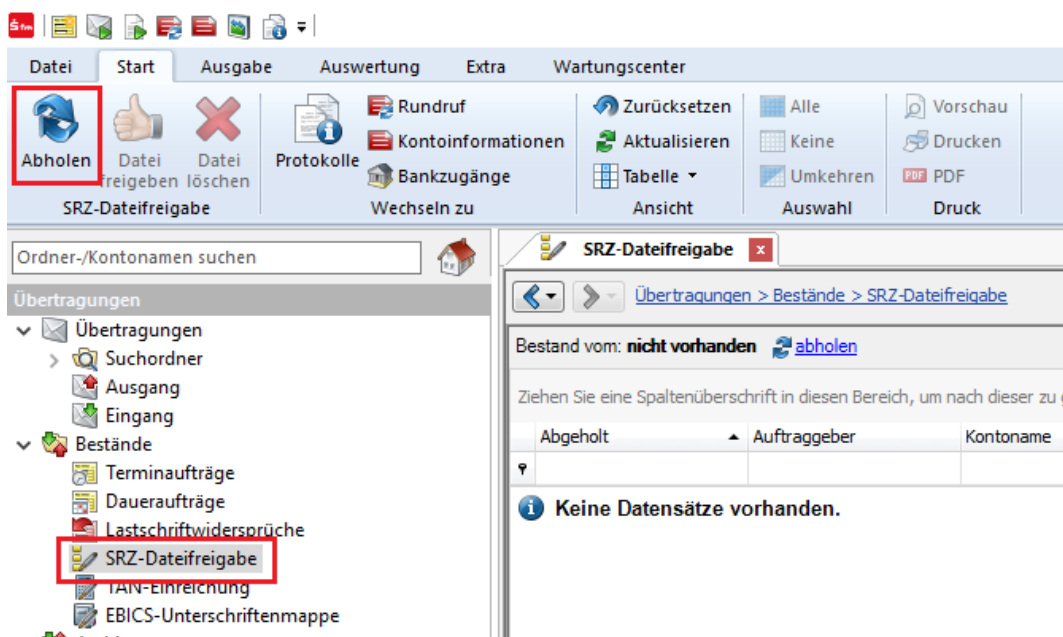 Datei Start Ausgabe Auswertung Extra Wartungscenter
Abholen
Datei freigeben
Datei löschen
SRZ-Dateifreigabe
Protokolle
Rundruf
Kontoinformationen
Bankzugänge
Wechseln zu
Zurücksetzen
Aktualisieren
Tabelle
Ansicht
Alle
Keine
Umkehren
Auswahl
Vorschau
Drucken
PDF PDF
Druck
Ordner-/Kontonamen suchen
Übertragungen
Übertragungen
Suchordner
Ausgang
Eingang
Bestände
Terminaufträge
Daueraufträge
Lastschriftwidersprüche
SRZ-Dateifreigabe
TAN-Einreichung
EBICS-Unterschriftenmappe
SRZ-Dateifreigabe x
Übertragungen > Bestände > SRZ-Dateifreigabe
Bestand vom: nicht vorhanden abholen
Ziehen Sie eine Spaltenüberschrift in diesen Bereich, um nach dieser zu
Abgeholt Auftraggeber Kontoname
Keine Datensätze vorhanden.